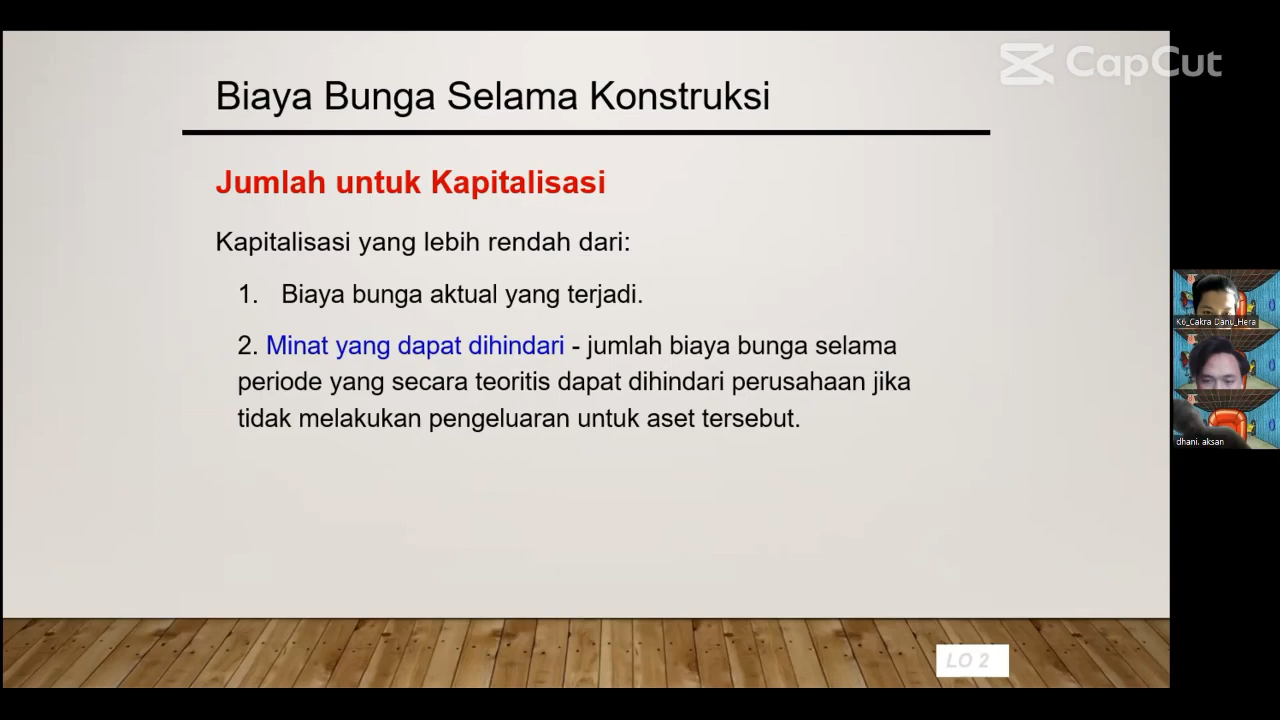 CapCut
Biaya Bunga Selama Konstruksi
Jumlah untuk Kapitalisasi
Kapitalisasi yang lebih rendah dari:
1. Biaya bunga aktual yang terjadi.
2. Minat yang dapat dihindari - jumlah biaya bunga selama
periode yang secara teoritis dapat dihindari perusahaan jika
tidak melakukan pengeluaran untuk aset tersebut.
K6_Cakra Danu_Hera
dhani. aksan
LO 2